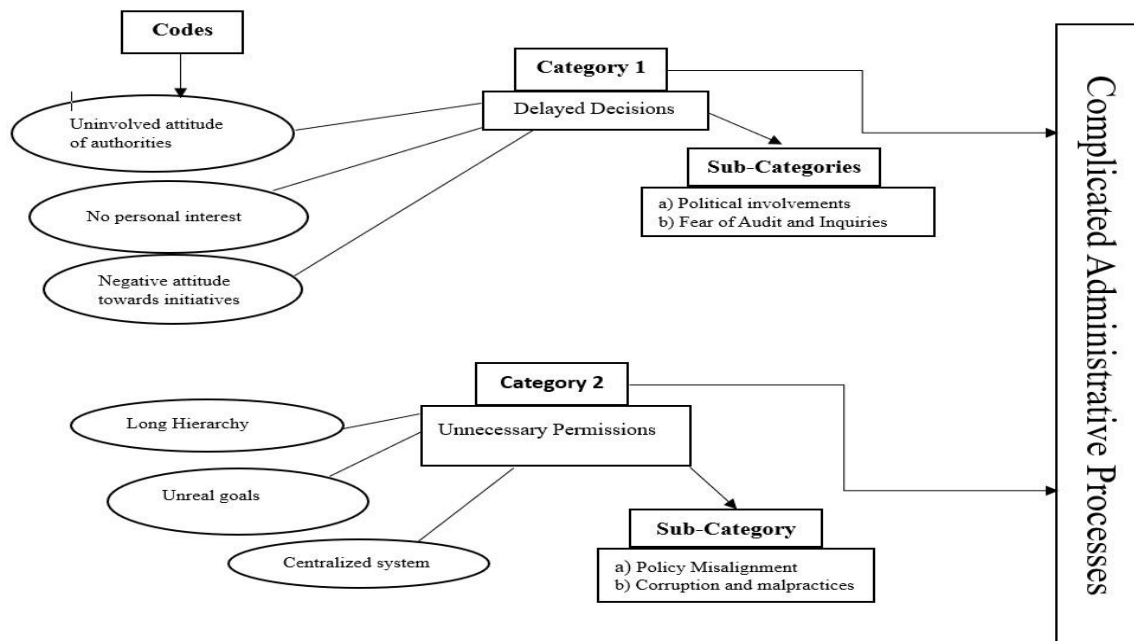 Codes
Uninvolved attitude
of authorities
No personal interest
Negative attitude
towards initiatives
Category 1
Delayed Decisions
Sub-Categories
a) Political involvements
b) Fear of Audit and Inquiries
Category 2
Unnecessary Permissions
Long Hierarchy
Unreal goals
Centralized system
Sub-Category
a) Policy Misalignment
b) Corruption and malpractices
Complicated Administrative Processes